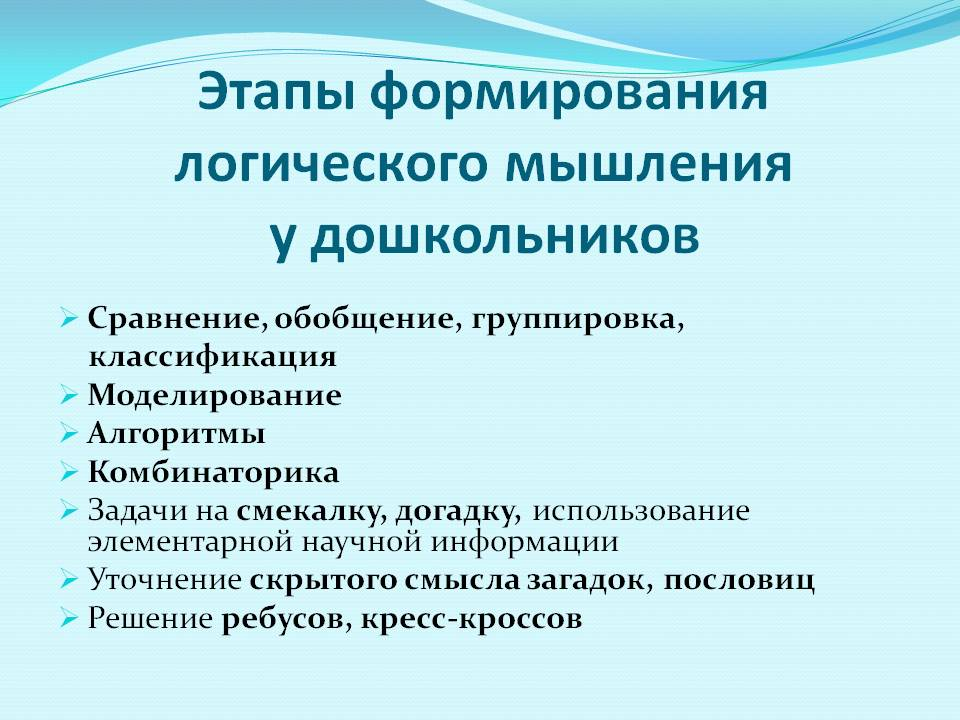 Этапы формирования
логического мышления
у дошкольников
Сравнение, обобщение, группировка,
классификация
Моделирование
Алгоритмы
Комбинаторика
Задачи на смекалку, догадку, использование
элементарной научной информации
Уточнение скрытого смысла загадок, пословиц
Решение ребусов, кресс-кроссов